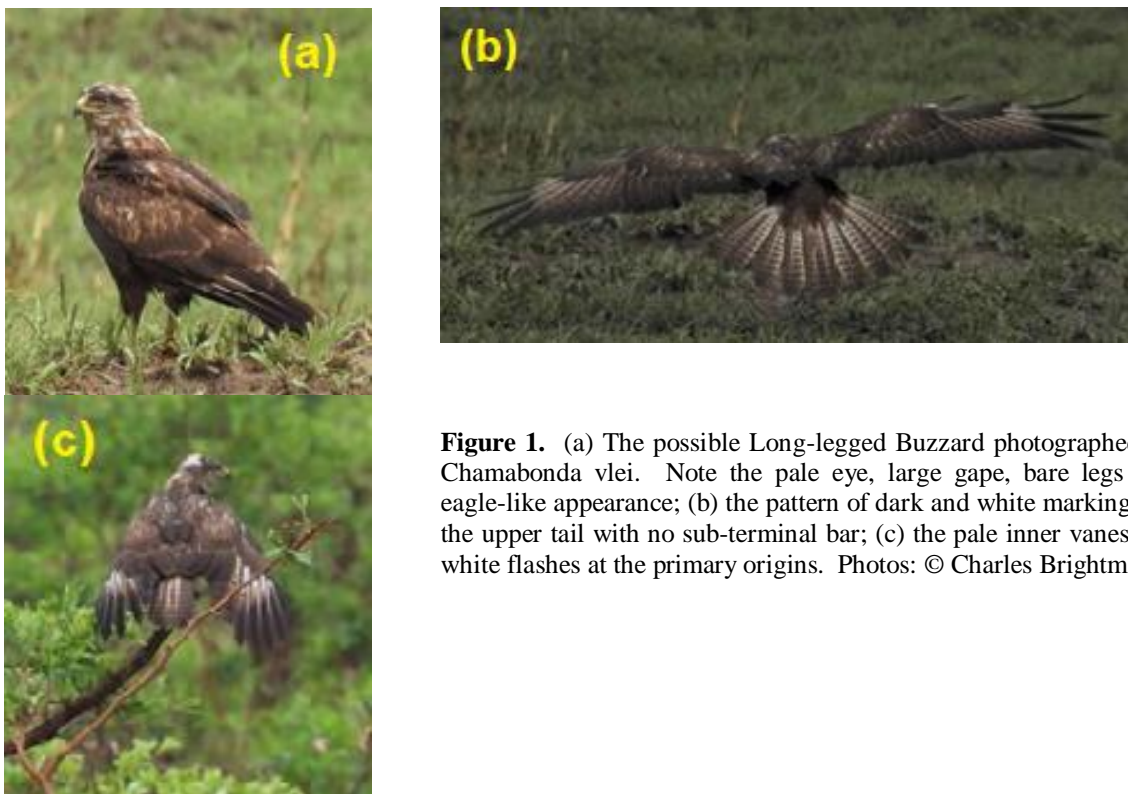 (a)
(b)
(c)
Figure 1. (a) The possible Long-legged Buzzard photographe
Chamabonda vlei. Note the pale eye, large gape, bare legs
eagle-like appearance; (b) the pattern of dark and white marking
the upper tail with no sub-terminal bar; (c) the pale inner vanes
white flashes at the primary origins. Photos: © Charles Brightm